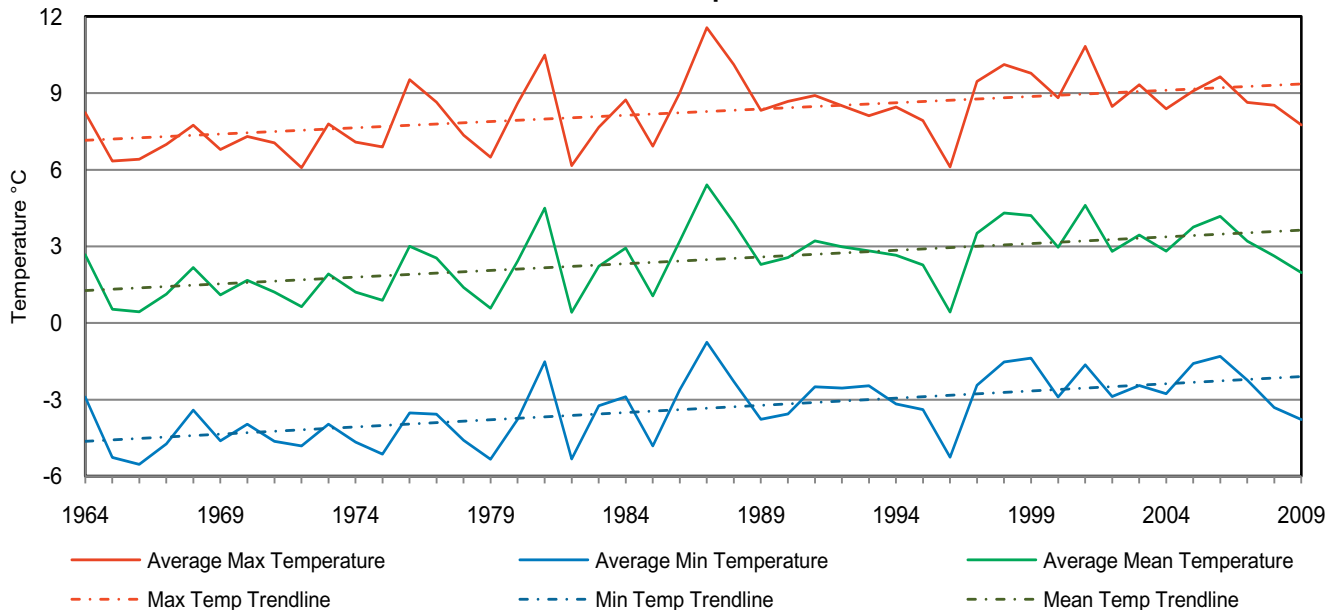 12
9
6
3
0
-3
-6
Temperature °C
1964 1969 1974 1979 1984 1989 1994 1999 2004 2009
Average Max Temperature Average Min Temperature Average Mean Temperature
Max Temp Trendline Min Temp Trendline Mean Temp Trendline